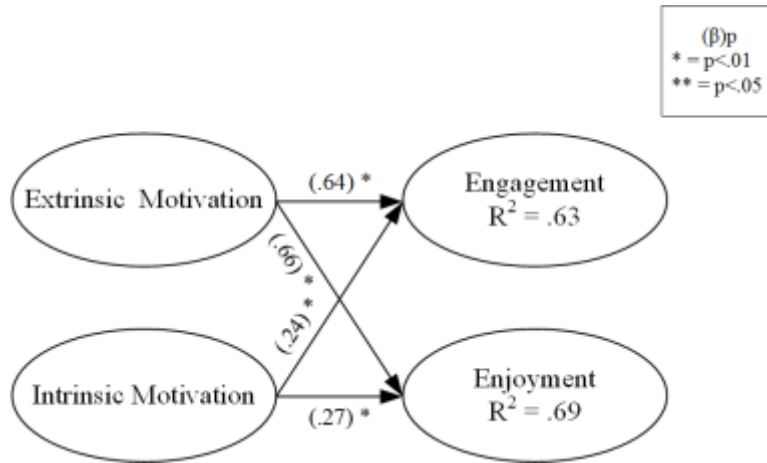 (β)p
* = p<.01
** = p<.05
(.64) *
Extrinsic Motivation
Engagement
R² = .63
(.66) *
(.24) *
Intrinsic Motivation
Enjoyment
R² = .69
(.27) *